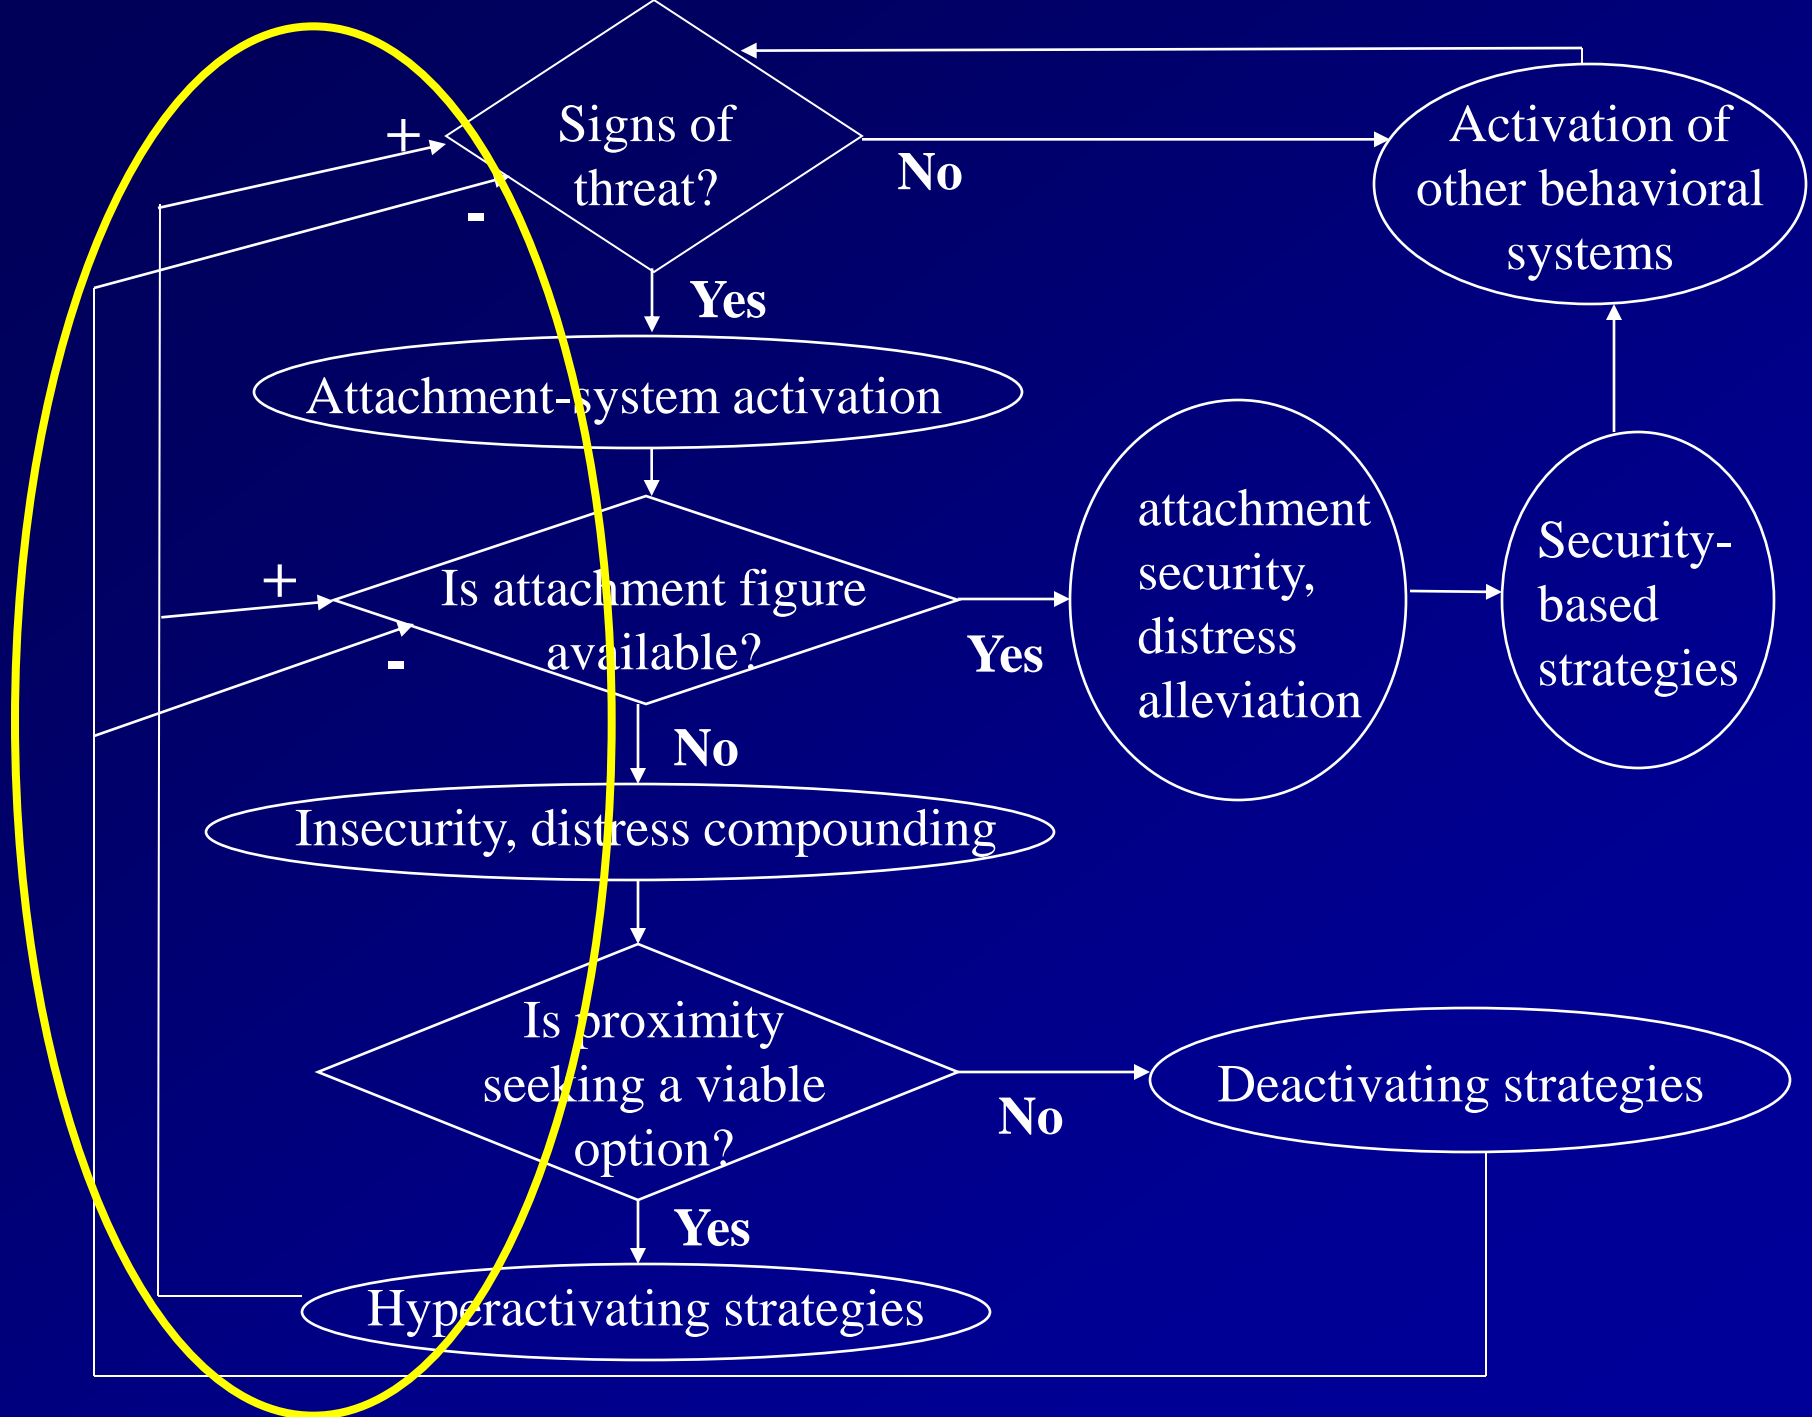 Signs of
threat?
+
-
No
Activation of
other behavioral
systems
Yes
Attachment-system activation
Is attachment figure
available?
+
-
Yes
attachment
security,
distress
alleviation
Security-
based
strategies
No
Insecurity, distress compounding
Is proximity
seeking a viable
option?
No
Deactivating strategies
Yes
Hyperactivating strategies